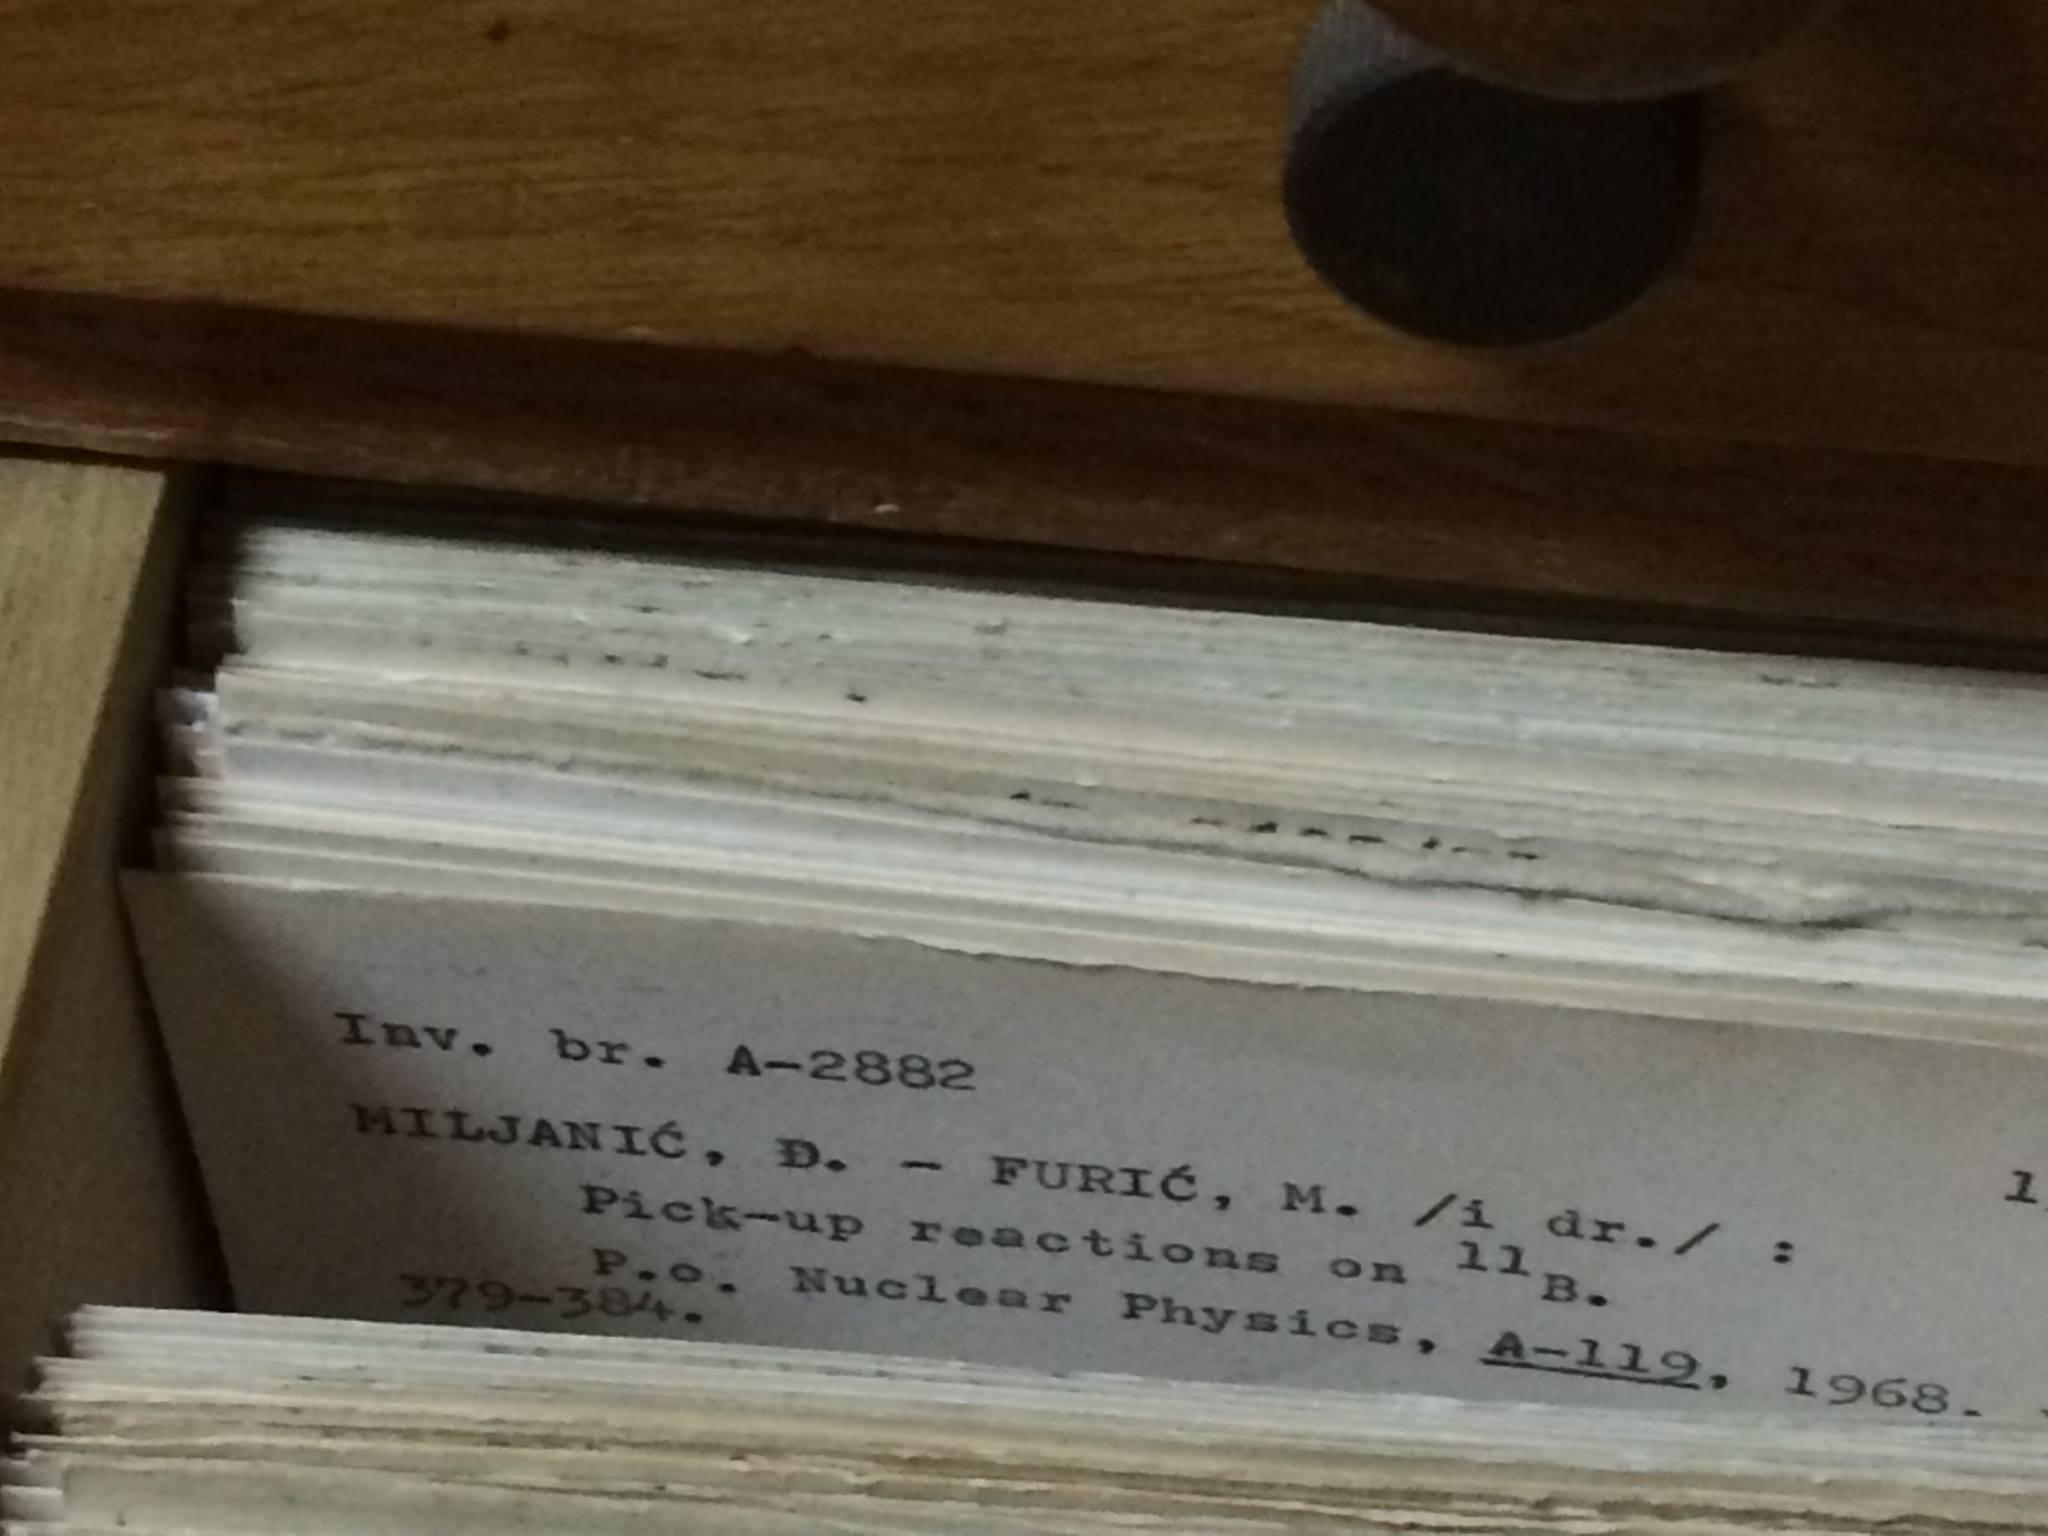 Inv. br. A-2882
MILJANIĆ, Đ. - FURIĆ, M. /i dr./ :
Pick-up reactions on ¹¹B.
P.o. Nuclear Physics, A-119, 1968.
379-384.